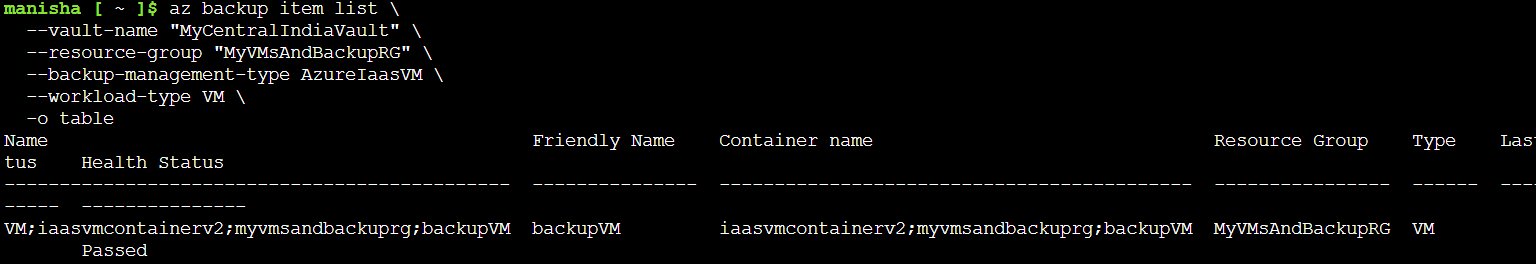 manisha [ ~ ]$ az backup item list \
  --vault-name "MyCentralIndiaVault" \
  --resource-group "MyVMsAndBackupRG" \
  --backup-management-type AzureIaasVM \
  --workload-type VM \
  -o table
Name                                            Friendly Name    Container name                               Resource Group    Type    Las
tus    Health Status
----------------------------------------------  ---------------  -------------------------------------------  ----------------  ------  ---
-----  ---------------
VM;iaasvmcontainerv2;myvmsandbackuprg;backupVM  backupVM         iaasvmcontainerv2;myvmsandbackuprg;backupVM  MyVMsAndBackupRG  VM
       Passed